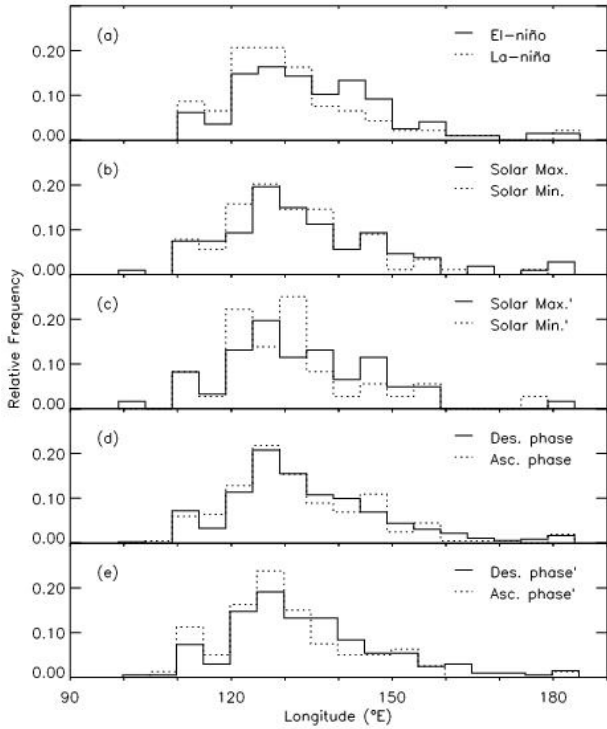 (a)
El-niño
La-niña
0.20
0.10
0.00
(b)
Solar Max.
Solar Min.
0.20
0.10
0.00
(c)
Solar Max.'
Solar Min.'
0.20
0.10
0.00
(d)
Des. phase
Asc. phase
0.20
0.10
0.00
(e)
Des. phase'
Asc. phase'
0.20
0.10
0.00
Relative Frequency
90 120 150 180
Longitude (°E)